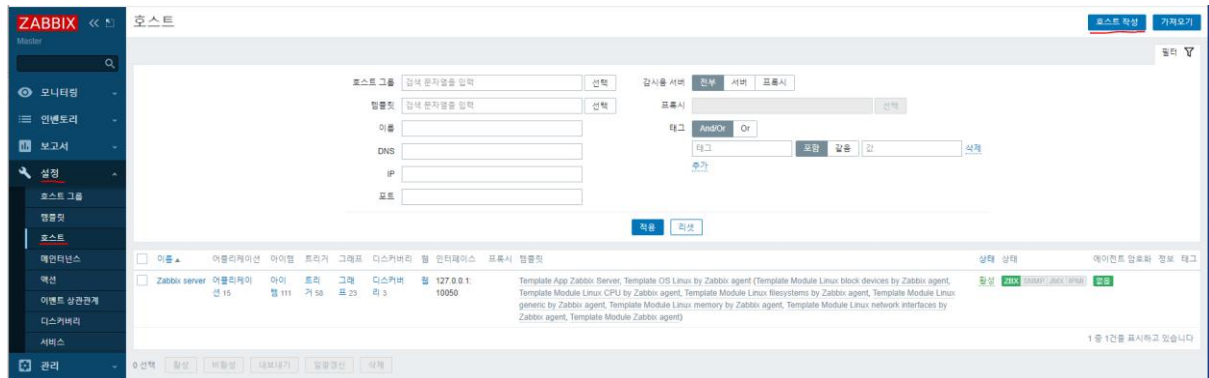 ZABBIX
Master
모니터링
인벤토리
보고서
설정
호스트 그룹
템플릿
호스트
메인터넌스
액션
이벤트 상관관계
디스커버리
서비스
관리
호스트
호스트 작성 가져오기
필터
호스트 그룹 검색 문자열을 입력 선택
템플릿 검색 문자열을 입력 선택
이름
DNS
IP
포트
감시용 서버 전부 서버 프록시
프록시 선택
태그 And/Or Or
태그 포함 같음 값 삭제
추가
적용 리셋
이름 어플리케이션 아이템 트리거 그래프 디스커버리 웹 인터페이스 프록시 템플릿 상태 상태 에이전트 암호화 정보 태그
Zabbix server 어플리케이션 15 아이템 111 트리거 58 그래프 23 디스커버리 3 웹 127.0.0.1: 10050 Template App Zabbix Server, Template OS Linux by Zabbix agent (Template Module Linux block devices by Zabbix agent, 활성 ZBX SNMP JMX IPMI 없음
Template Module Linux CPU by Zabbix agent, Template Module Linux filesystems by Zabbix agent, Template Module Linux
generic by Zabbix agent, Template Module Linux memory by Zabbix agent, Template Module Linux network interfaces by
Zabbix agent, Template Module Zabbix agent)
1 중 1건을 표시하고 있습니다
0 선택 활성 비활성 내보내기 일괄갱신 삭제